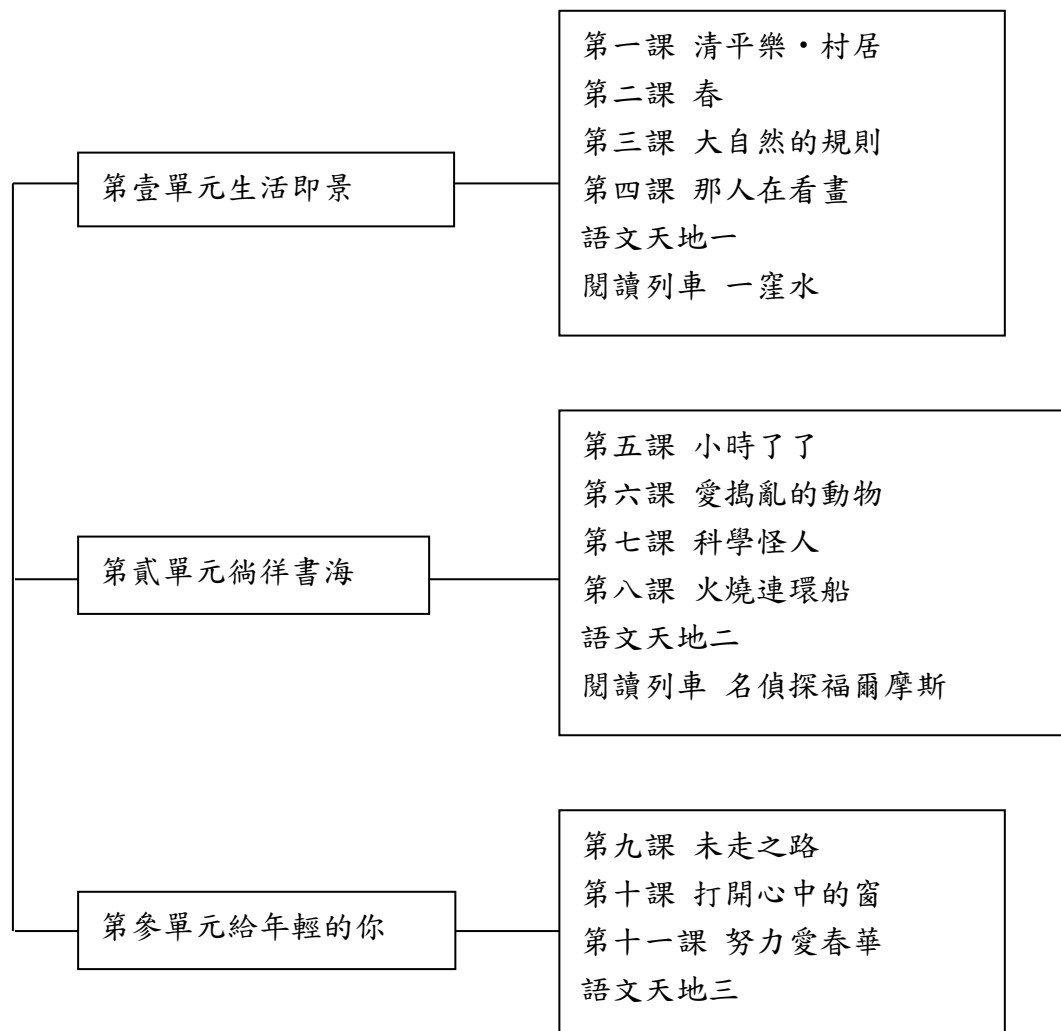 第壹單元生活即景
第一課 清平樂・村居
第二課 春
第三課 大自然的規則
第四課 那人在看畫
語文天地一
閱讀列車 一窪水
第貳單元徜徉書海
第五課 小時了了
第六課 愛搗亂的動物
第七課 科學怪人
第八課 火燒連環船
語文天地二
閱讀列車 名偵探福爾摩斯
第參單元給年輕的你
第九課 未走之路
第十課 打開心中的窗
第十一課 努力愛春華
語文天地三